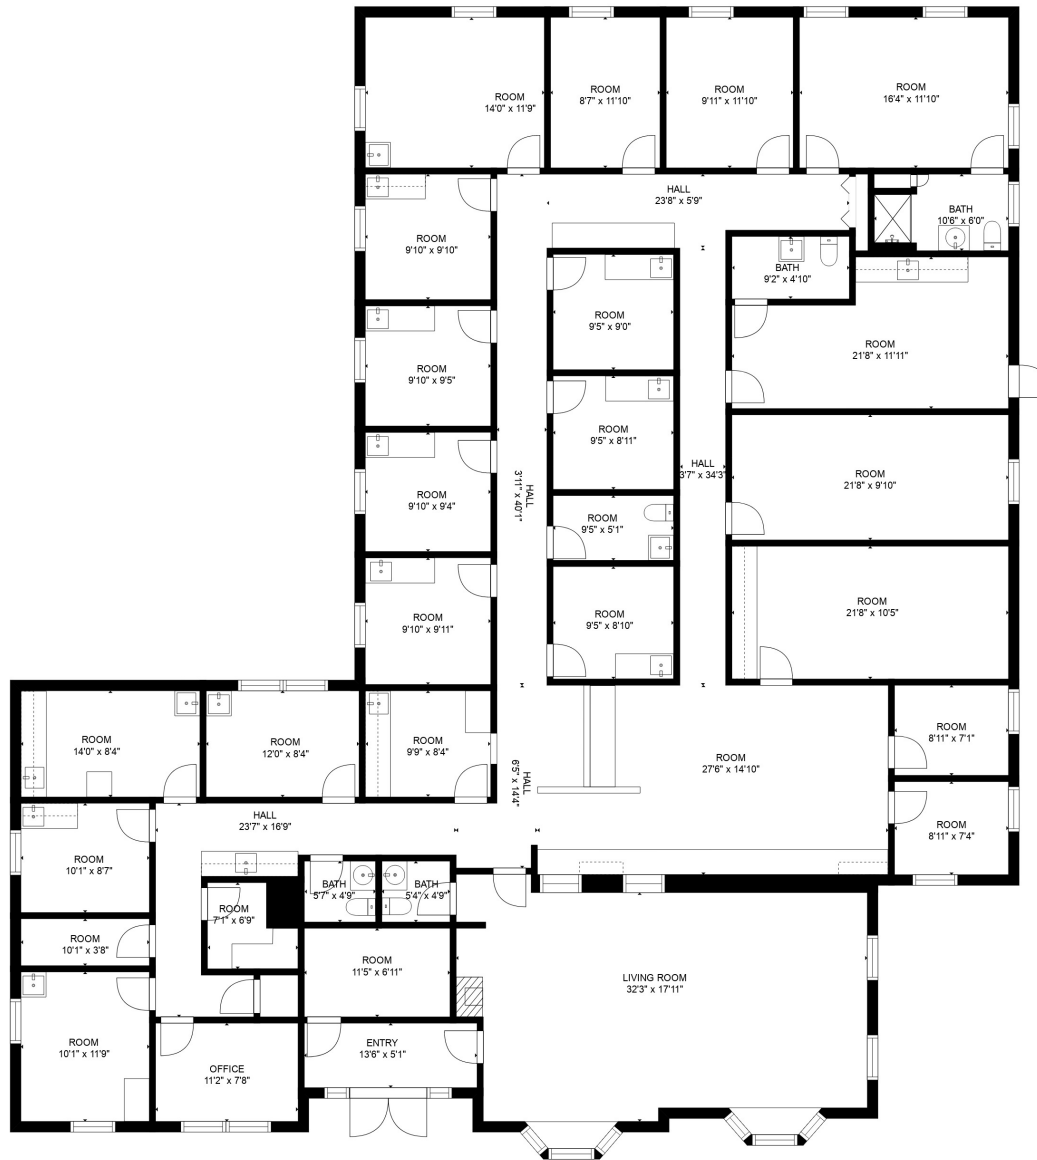 ROOM
14'0" x 11'9"
ROOM
8'7" x 11'10"
ROOM
9'11" x 11'10"
ROOM
16'4" x 11'10"
HALL
23'8" x 5'9"
BATH
10'6" x 6'0"
ROOM
9'10" x 9'10"
BATH
9'2" x 4'10"
ROOM
9'5" x 9'0"
ROOM
21'8" x 11'11"
ROOM
9'10" x 9'5"
ROOM
9'5" x 8'11"
HALL
3'7" x 34'3"
ROOM
21'8" x 9'10"
ROOM
9'10" x 9'4"
HALL
3'11" x 40'1"
ROOM
9'5" x 5'1"
ROOM
9'10" x 9'11"
ROOM
9'5" x 8'10"
ROOM
21'8" x 10'5"
ROOM
14'0" x 8'4"
ROOM
12'0" x 8'4"
ROOM
9'9" x 8'4"
HALL
6'5" x 14'4"
ROOM
27'6" x 14'10"
ROOM
8'11" x 7'1"
ROOM
8'11" x 7'4"
HALL
23'7" x 16'9"
ROOM
10'1" x 8'7"
BATH
5'7" x 4'9"
BATH
5'4" x 4'9"
ROOM
7'1" x 6'9"
ROOM
10'1" x 3'8"
ROOM
11'5" x 6'11"
LIVING ROOM
32'3" x 17'11"
ROOM
10'1" x 11'9"
OFFICE
11'2" x 7'8"
ENTRY
13'6" x 5'1"